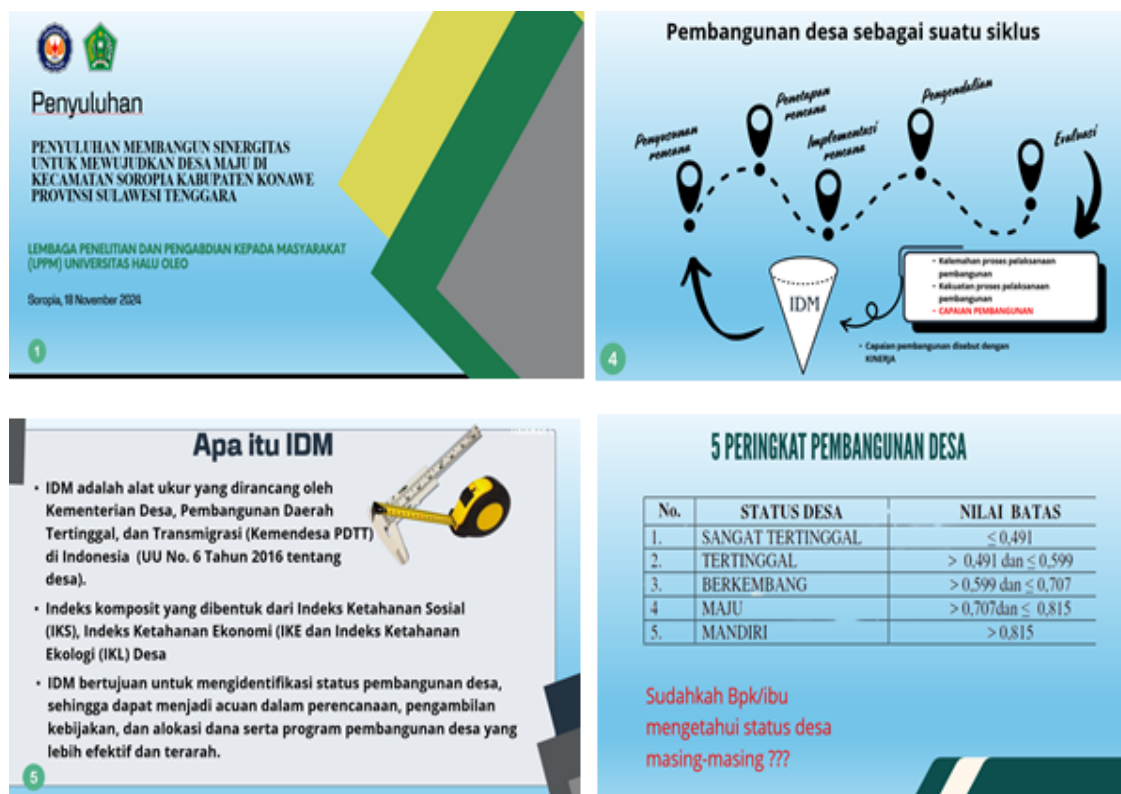 Penyuluhan
PENYULUHAN MEMBANGUN SINERGITAS
UNTUK MEWUJUDKAN DESA MAJU DI
KECAMATAN SOROPIA KABUPATEN KONAWE
PROVINSI SULAWESI TENGGARA
LEMBAGA PENELITIAN DAN PENGABDIAN KEPADA MASYARAKAT
(LPPM) UNIVERSITAS HALU OLEO
Soropia, 18 November 2024
1
Pembangunan desa sebagai suatu siklus
Penyusunan
rencana
Penetapan
rencana
Implementasi
rencana
Pengendalian
Evaluasi
IDM
• Kelemahan proses pelaksanaan
pembangunan
• Kekuatan proses pelaksanaan
pembangunan
• CAPAIAN PEMBANGUNAN
• Capaian pembangunan disebut dengan
KINERJA
4
Apa itu IDM
• IDM adalah alat ukur yang dirancang oleh
Kementerian Desa, Pembangunan Daerah
Tertinggal, dan Transmigrasi (Kemendesa PDTT)
di Indonesia (UU No. 6 Tahun 2016 tentang
desa).
• Indeks komposit yang dibentuk dari Indeks Ketahanan Sosial
(IKS), Indeks Ketahanan Ekonomi (IKE dan Indeks Ketahanan
Ekologi (IKL) Desa
• IDM bertujuan untuk mengidentifikasi status pembangunan desa,
sehingga dapat menjadi acuan dalam perencanaan, pengambilan
kebijakan, dan alokasi dana serta program pembangunan desa yang
lebih efektif dan terarah.
5
5 PERINGKAT PEMBANGUNAN DESA
No. STATUS DESA NILAI BATAS
1. SANGAT TERTINGGAL ≤ 0,491
2. TERTINGGAL > 0,491 dan ≤ 0,599
3. BERKEMBANG > 0,599 dan ≤ 0,707
4 MAJU > 0,707dan ≤ 0,815
5. MANDIRI > 0,815
Sudahkah Bpk/ibu
mengetahui status desa
masing-masing ???